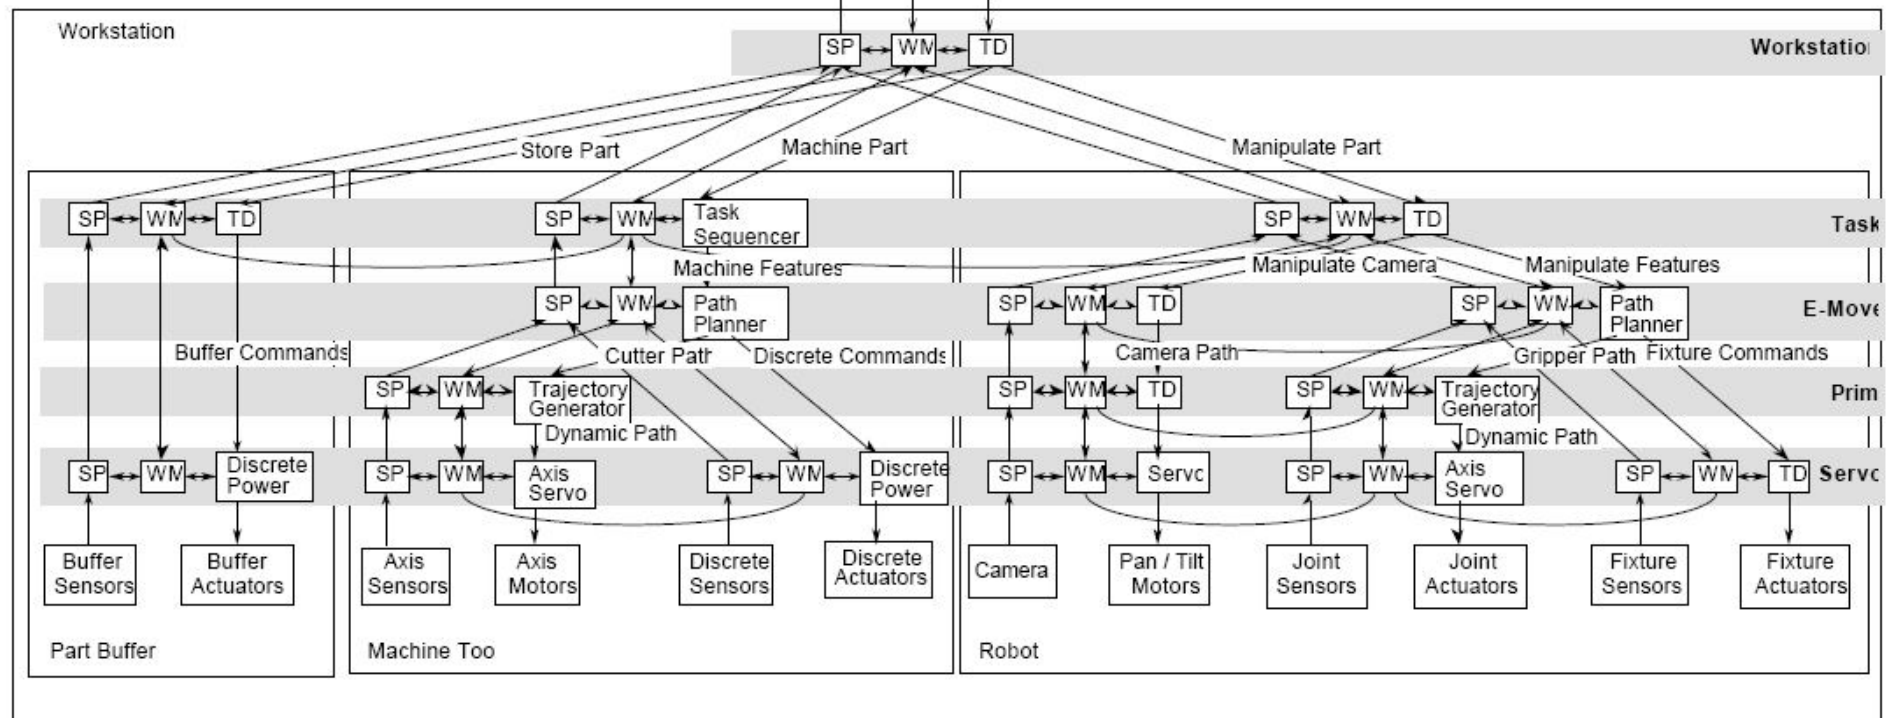 Workstation
SP WM TD Workstation
Store Part Machine Part Manipulate Part
SP WM TD SP WM Task SP WM TD Task
Sequencer
Machine Features Manipulate Camera Manipulate Features
SP WM Path SP WM TD SP WM Path E-Move
Planner Planner
Buffer Commands Cutter Path Discrete Commands Camera Path Gripper Path Fixture Commands
SP WM Trajectory SP WM TD SP WM Trajectory Prim
Generator Generator
Dynamic Path Dynamic Path
SP WM Discrete SP WM Axis SP WM Discrete SP WM Servo SP WM Axis SP WM TD Servo
Power Servo Power Servo
Buffer Buffer Axis Axis Discrete Discrete Camera Pan / Tilt Joint Joint Fixture Fixture
Sensors Actuators Sensors Motors Sensors Actuators Motors Sensors Actuators Sensors Actuators
Part Buffer Machine Too Robot